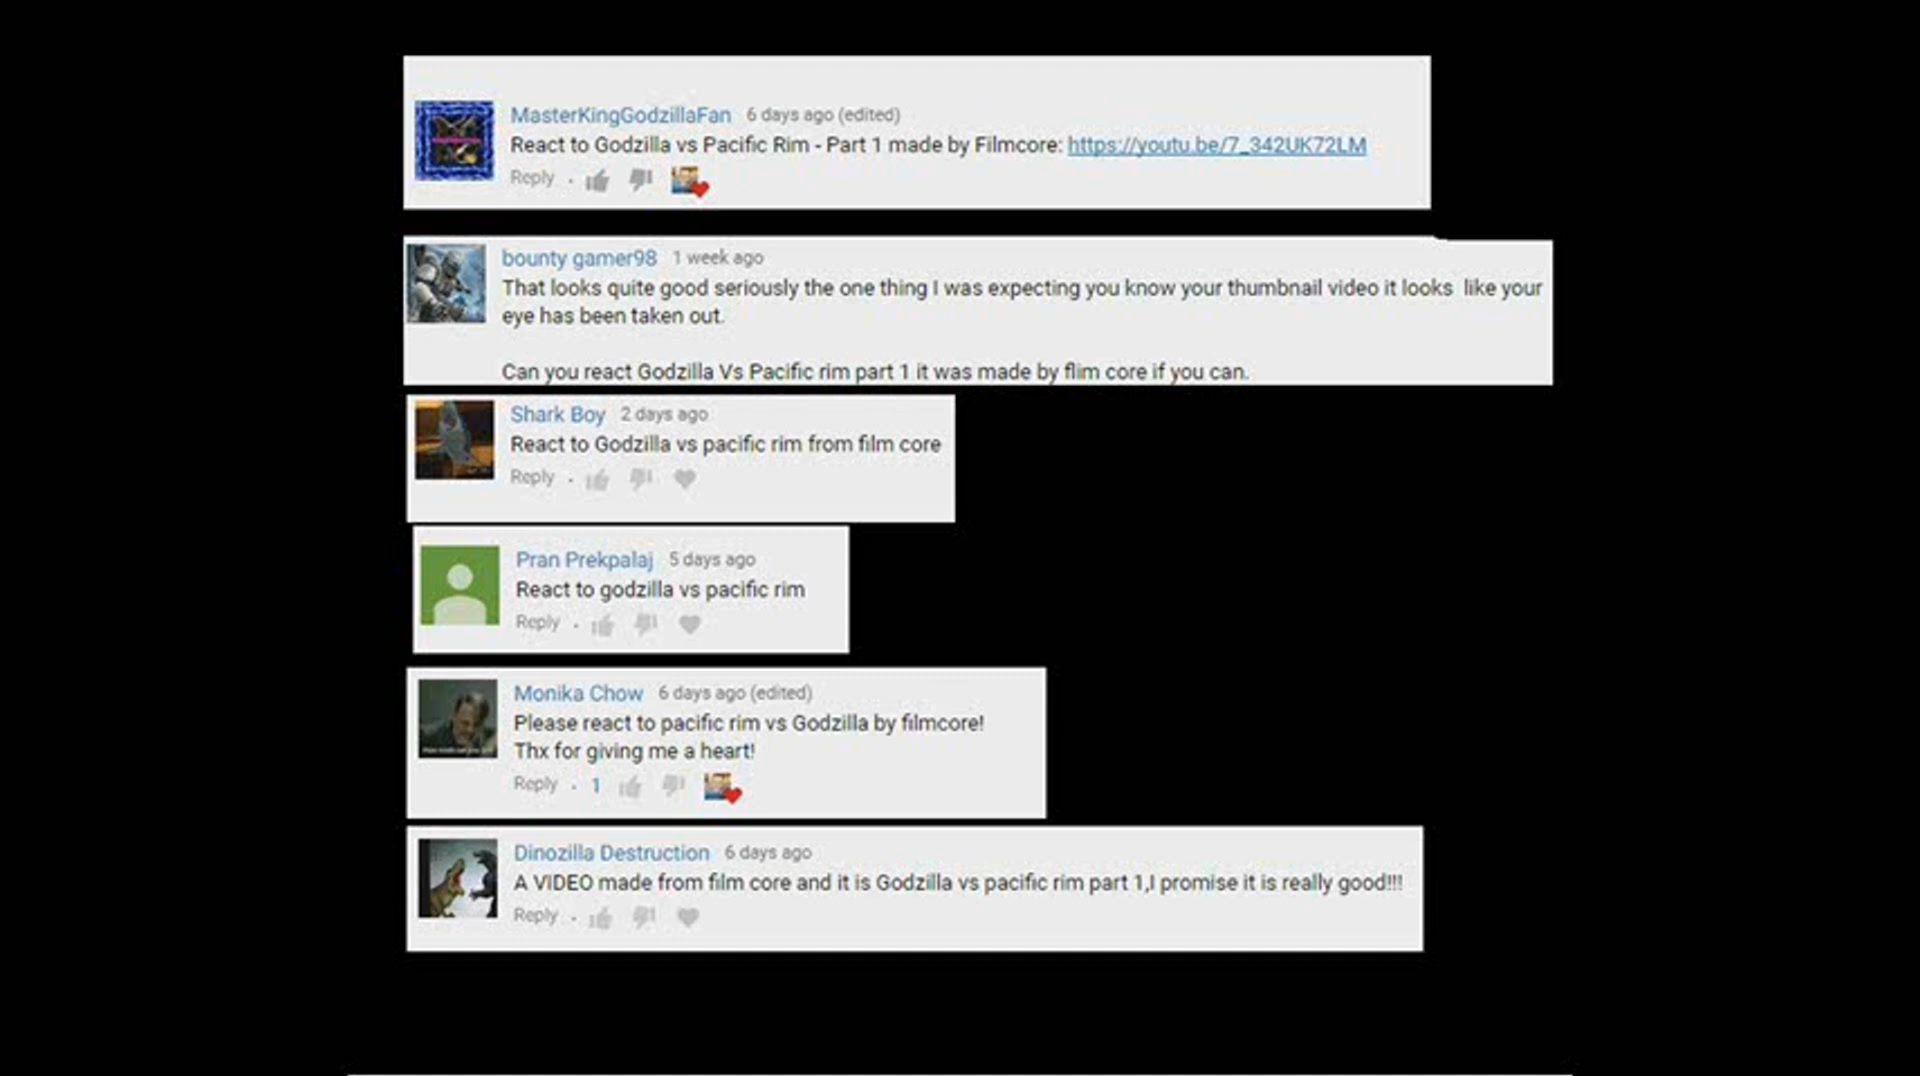 MasterKingGodzillaFan 6 days ago (edited)
React to Godzilla vs Pacific Rim - Part 1 made by Filmcore: https://youtu.be/7_342UK72LM
Reply
bounty gamer98 1 week ago
That looks quite good seriously the one thing I was expecting you know your thumbnail video it looks like your
eye has been taken out.
Can you react Godzilla Vs Pacific rim part 1 it was made by flim core if you can.
Shark Boy 2 days ago
React to Godzilla vs pacific rim from film core
Reply
Pran Prekpalaj 5 days ago
React to godzilla vs pacific rim
Reply
Monika Chow 6 days ago (edited)
Please react to pacific rim vs Godzilla by filmcore!
Thx for giving me a heart!
Reply 1
Dinozilla Destruction 6 days ago
A VIDEO made from film core and it is Godzilla vs pacific rim part 1,I promise it is really good!!!
Reply